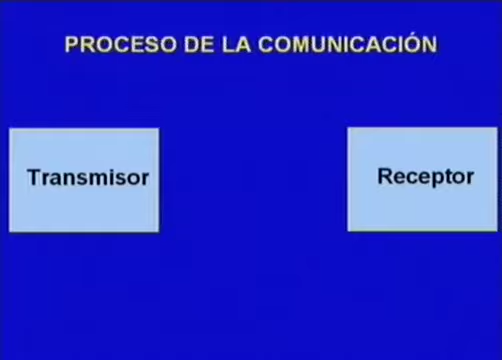 PROCESO DE LA COMUNICACIÓN
Transmisor
Receptor